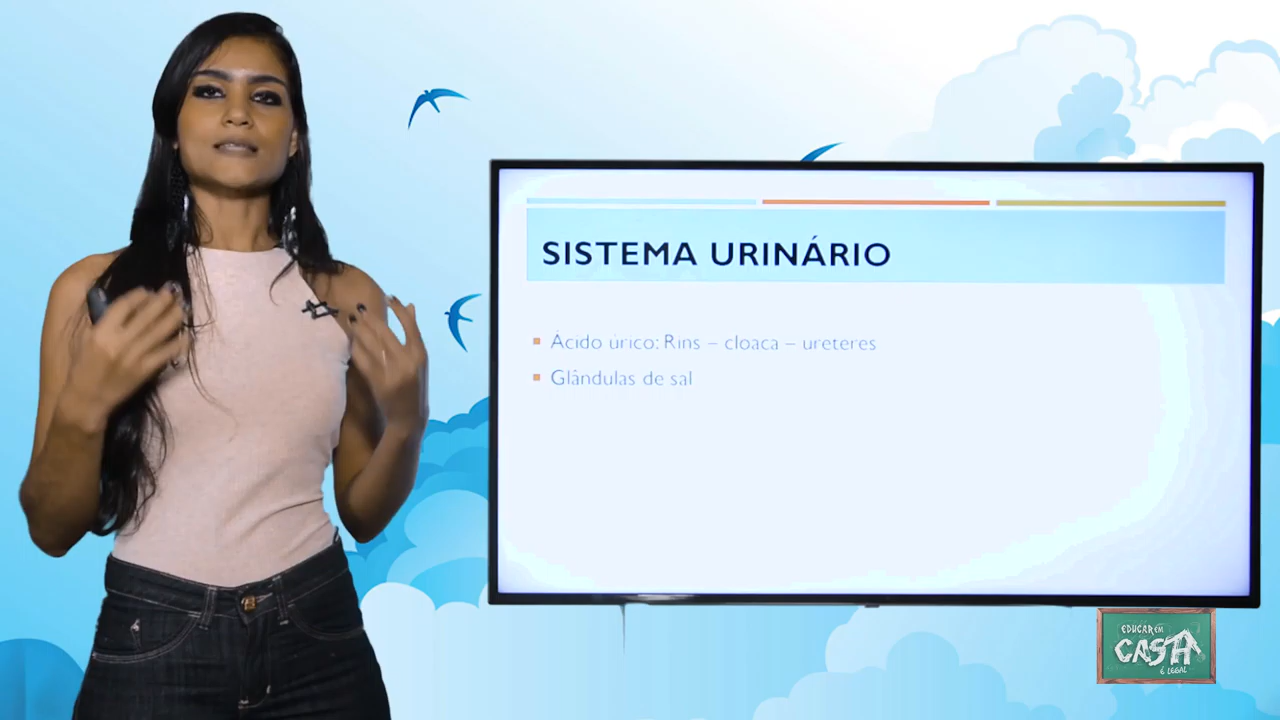 SISTEMA URINÁRIO
Ácido úrico: Rins – cloaca – ureteres
Glândulas de sal
EDUCAR EM
CASA
É LEGAL